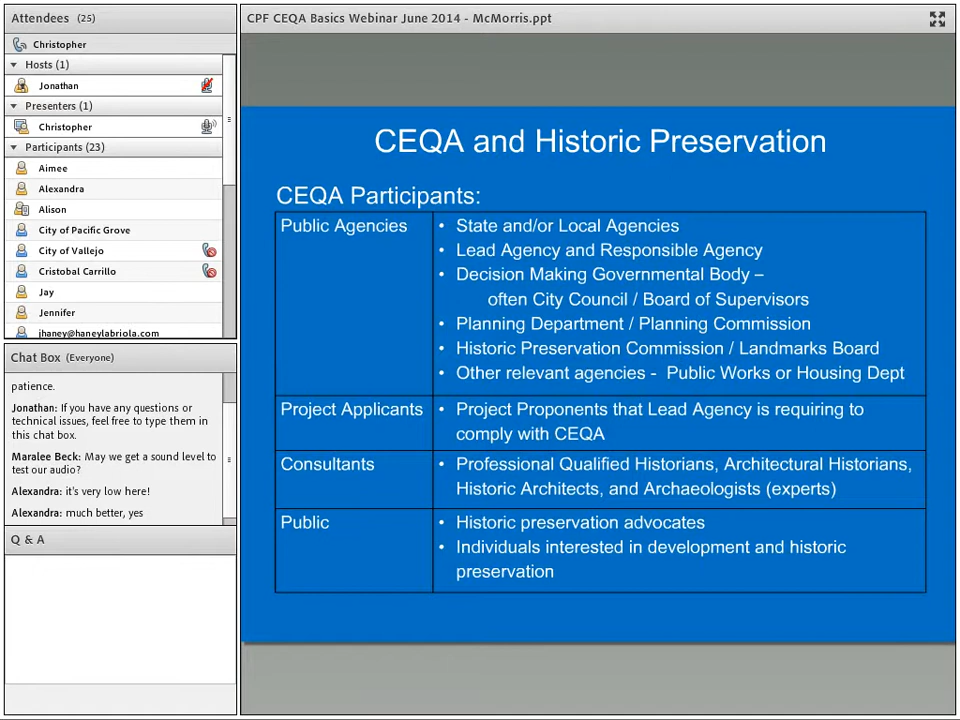 Attendees (25)
Christopher
Hosts (1)
Jonathan
Presenters (1)
Christopher
Participants (23)
Aimee
Alexandra
Alison
City of Pacific Grove
City of Vallejo
Cristobal Carrillo
Jay
Jennifer
jhaney@haneylabriola.com
Chat Box (Everyone)
patience.
Jonathan: If you have any questions or
technical issues, feel free to type them in
this chat box.
Maralee Beck: May we get a sound level to
test our audio?
Alexandra: it's very low here!
Alexandra: much better, yes
Q & A
CPF CEQA Basics Webinar June 2014 - McMorris.ppt
CEQA and Historic Preservation
CEQA Participants:
Public Agencies
• State and/or Local Agencies
• Lead Agency and Responsible Agency
• Decision Making Governmental Body –
often City Council / Board of Supervisors
• Planning Department / Planning Commission
• Historic Preservation Commission / Landmarks Board
• Other relevant agencies - Public Works or Housing Dept
Project Applicants
• Project Proponents that Lead Agency is requiring to
comply with CEQA
Consultants
• Professional Qualified Historians, Architectural Historians,
Historic Architects, and Archaeologists (experts)
Public
• Historic preservation advocates
• Individuals interested in development and historic
preservation